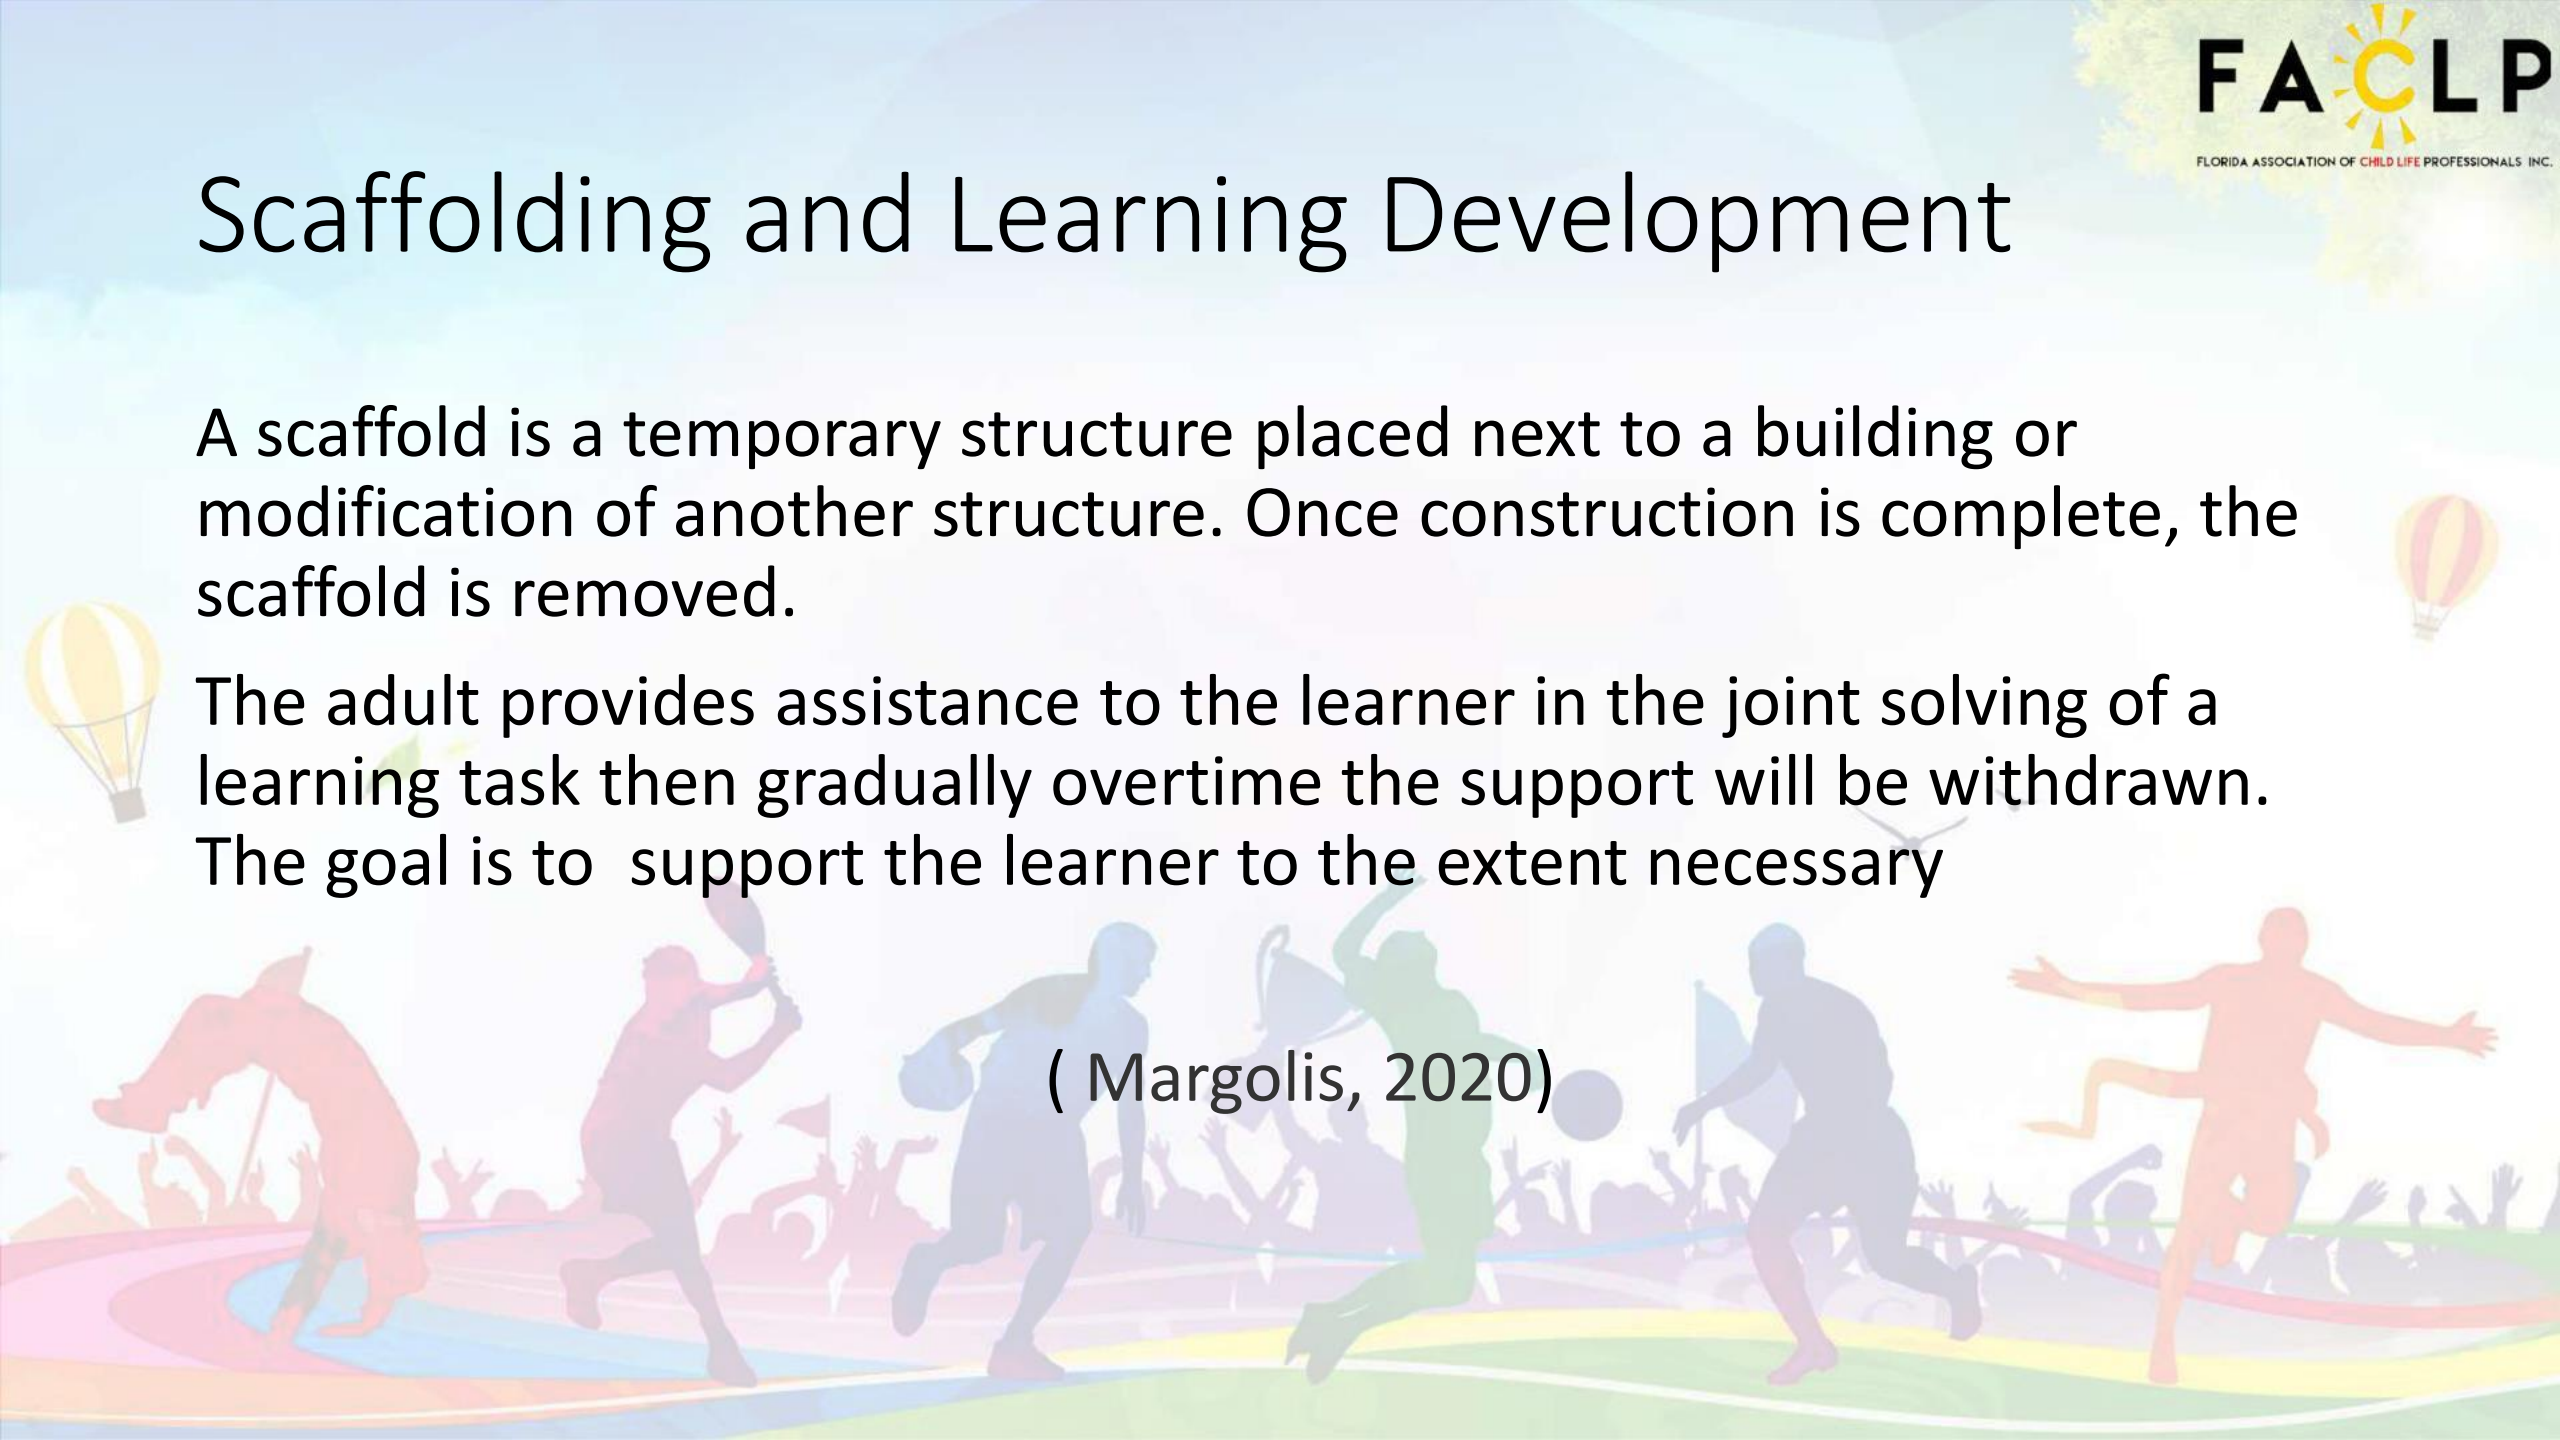 FACLP
FLORIDA ASSOCIATION OF CHILD LIFE PROFESSIONALS INC.
Scaffolding and Learning Development
A scaffold is a temporary structure placed next to a building or
modification of another structure. Once construction is complete, the
scaffold is removed.
The adult provides assistance to the learner in the joint solving of a
learning task then gradually overtime the support will be withdrawn.
The goal is to  support the learner to the extent necessary
( Margolis, 2020)